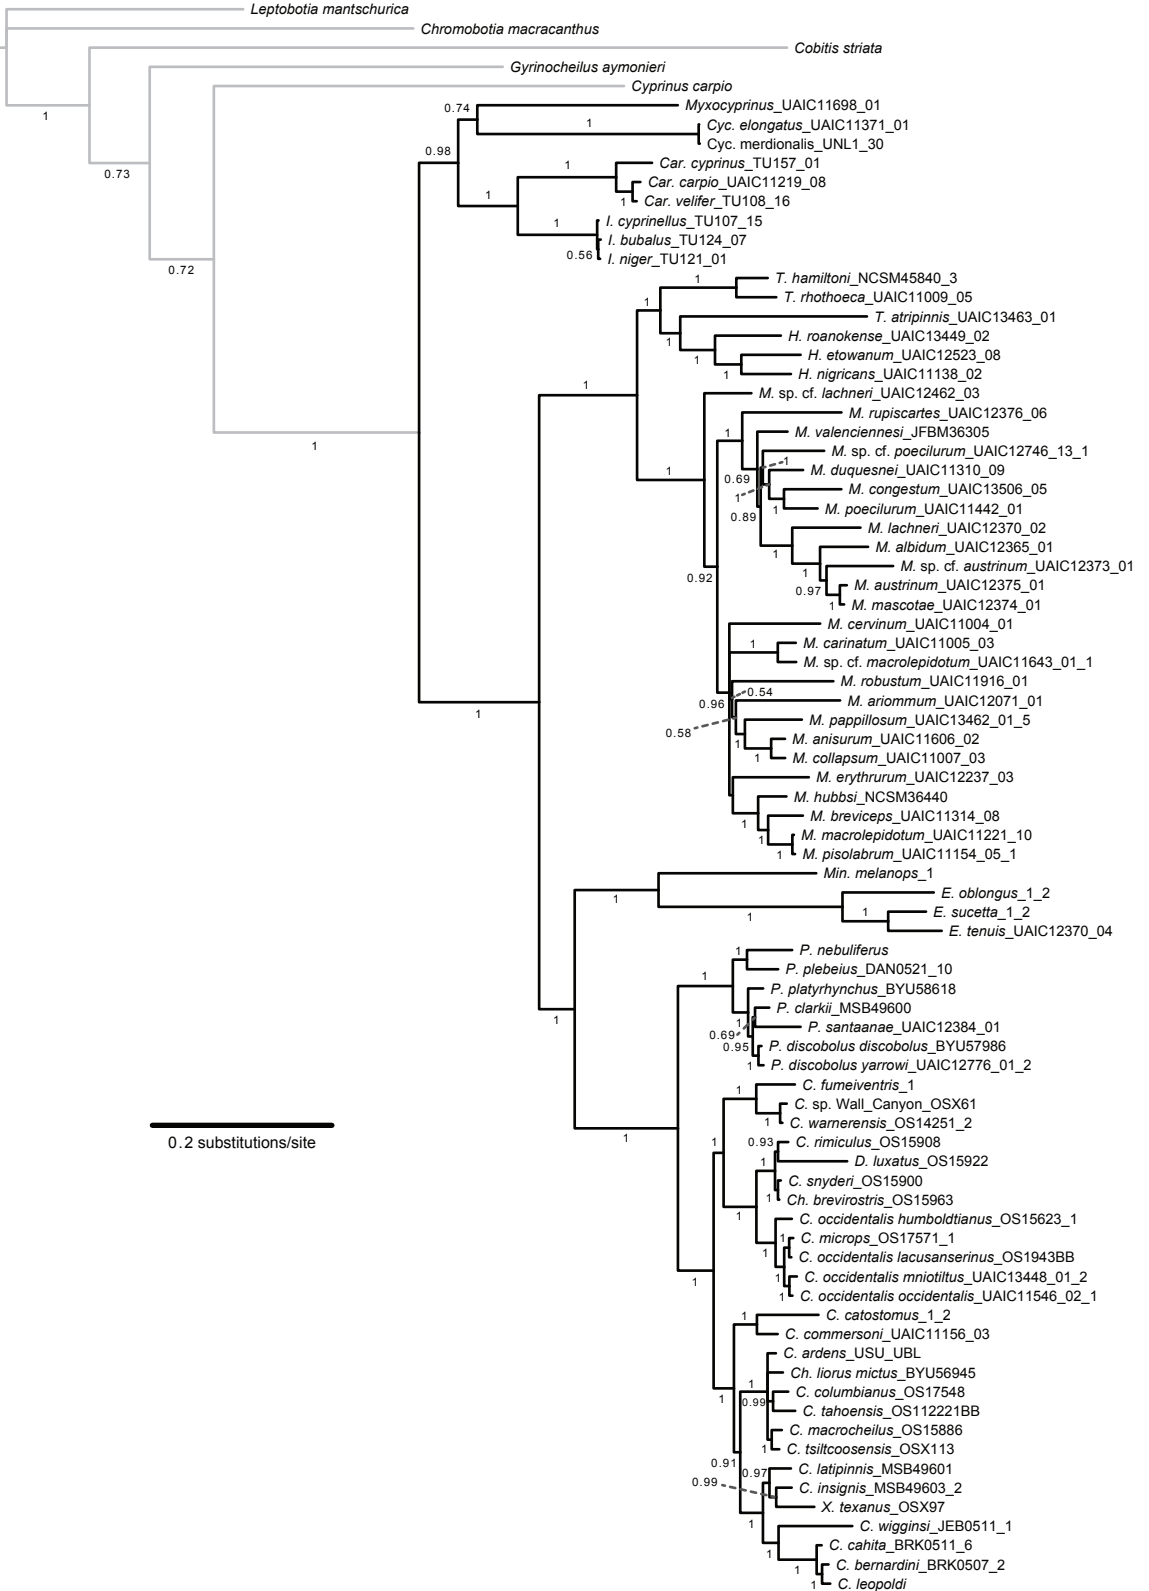 Leptobotia mantschurica
Chromobotia macracanthus
Cobitis striata
1
Gyrinocheilus aymonieri
0.73
Cyprinus carpio
0.72
1
0.74
Myxocyprinus_UAIC11698_01
1
Cyc. elongatus_UAIC11371_01
Cyc. merdionalis_UNL1_30
0.98
1
Car. cyprinus_TU157_01
Car. carpio_UAIC11219_08
1
Car. velifer_TU108_16
1
1
I. cyprinellus_TU107_15
I. bubalus_TU124_07
0.56
I. niger_TU121_01
1
T. hamiltoni_NCSM45840_3
T. rhothoeca_UAIC11009_05
1
T. atripinnis_UAIC13463_01
1
H. roanokense_UAIC13449_02
1
H. etowanum_UAIC12523_08
1
H. nigricans_UAIC11138_02
1
M. sp. cf. lachneri_UAIC12462_03
M. rupiscartes_UAIC12376_06
1
M. valenciennesi_JFBM36305
M. sp. cf. poecilurum_UAIC12746_13_1
1
M. duquesnei_UAIC11310_09
0.69
1
M. congestum_UAIC13506_05
1
M. poecilurum_UAIC11442_01
0.89
M. lachneri_UAIC12370_02
1
M. albidum_UAIC12365_01
1
M. sp. cf. austrinum_UAIC12373_01
0.97
M. austrinum_UAIC12375_01
1
M. mascotae_UAIC12374_01
1
0.92
M. cervinum_UAIC11004_01
1
M. carinatum_UAIC11005_03
M. sp. cf. macrolepidotum_UAIC11643_01_1
M. robustum_UAIC11916_01
0.54
0.96
M. ariommum_UAIC12071_01
0.58
M. pappillosum_UAIC13462_01_5
1
M. anisurum_UAIC11606_02
1
M. collapsum_UAIC11007_03
M. erythrurum_UAIC12237_03
M. hubbsi_NCSM36440
1
M. breviceps_UAIC11314_08
1
M. macrolepidotum_UAIC11221_10
1
M. pisolabrum_UAIC11154_05_1
1
Min. melanops_1
1
E. oblongus_1_2
1
1
E. sucetta_1_2
E. tenuis_UAIC12370_04
1
1
P. nebuliferus
P. plebeius_DAN0521_10
1
P. platyrhynchus_BYU58618
P. clarkii_MSB49600
1
0.69
P. santaanae_UAIC12384_01
0.95
P. discobolus discobolus_BYU57986
1
P. discobolus yarrowi_UAIC12776_01_2
1
1
C. fumeiventris_1
C. sp. Wall_Canyon_OSX61
1
C. warnerensis_OS14251_2
0.2 substitutions/site
1
0.93
C. rimiculus_OS15908
1
D. luxatus_OS15922
C. snyderi_OS15900
1
Ch. brevirostris_OS15963
1
C. occidentalis humboldtianus_OS15623_1
1
1
C. microps_OS17571_1
C. occidentalis lacusanserinus_OS1943BB
1
C. occidentalis mniotiltus_UAIC13448_01_2
1
C. occidentalis occidentalis_UAIC11546_02_1
1
1
C. catostomus_1_2
C. commersoni_UAIC11156_03
C. ardens_USU_UBL
Ch. liorus mictus_BYU56945
1
1
0.99
C. columbianus_OS17548
C. tahoensis_OS112221BB
C. macrocheilus_OS15886
1
C. tsiltcoosensis_OSX113
0.91
0.97
C. latipinnis_MSB49601
0.99
C. insignis_MSB49603_2
X. texanus_OSX97
1
C. wigginsi_JEB0511_1
1
C. cahita_BRK0511_6
1
C. bernardini_BRK0507_2
1
C. leopoldi